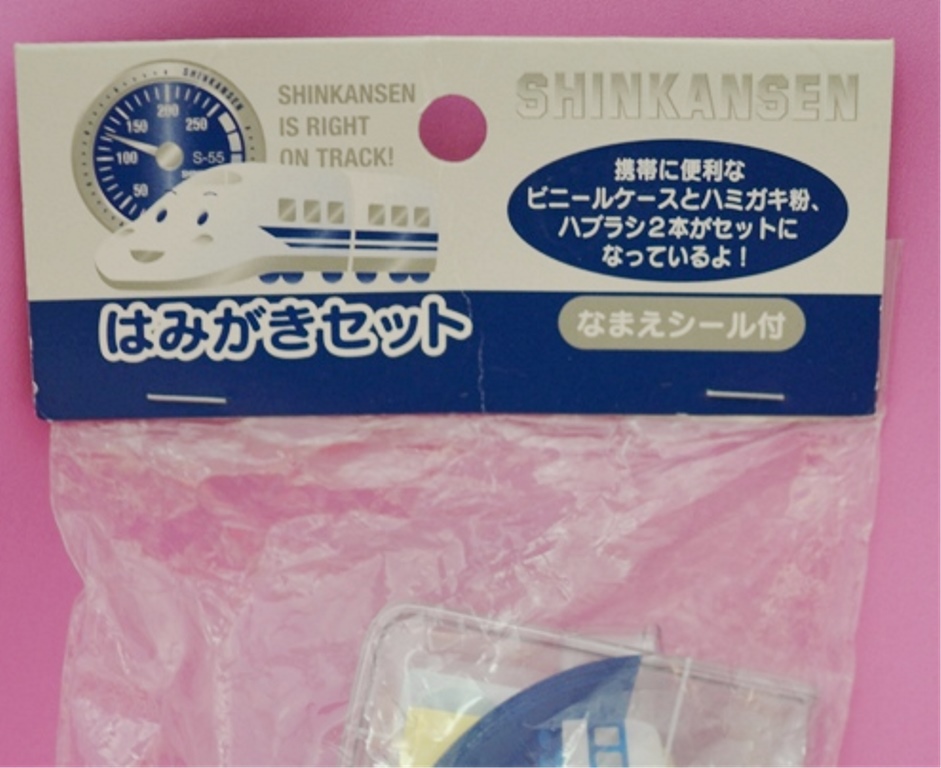 SHINKANSEN
200
150
250
100
S-55
50
SHINKANSEN
IS RIGHT
ON TRACK!
SHINKANSEN
携帯に便利な
ビニールケースとハミガキ粉、
ハブラシ2本がセットに
なっているよ！
はみがきセット
なまえシール付